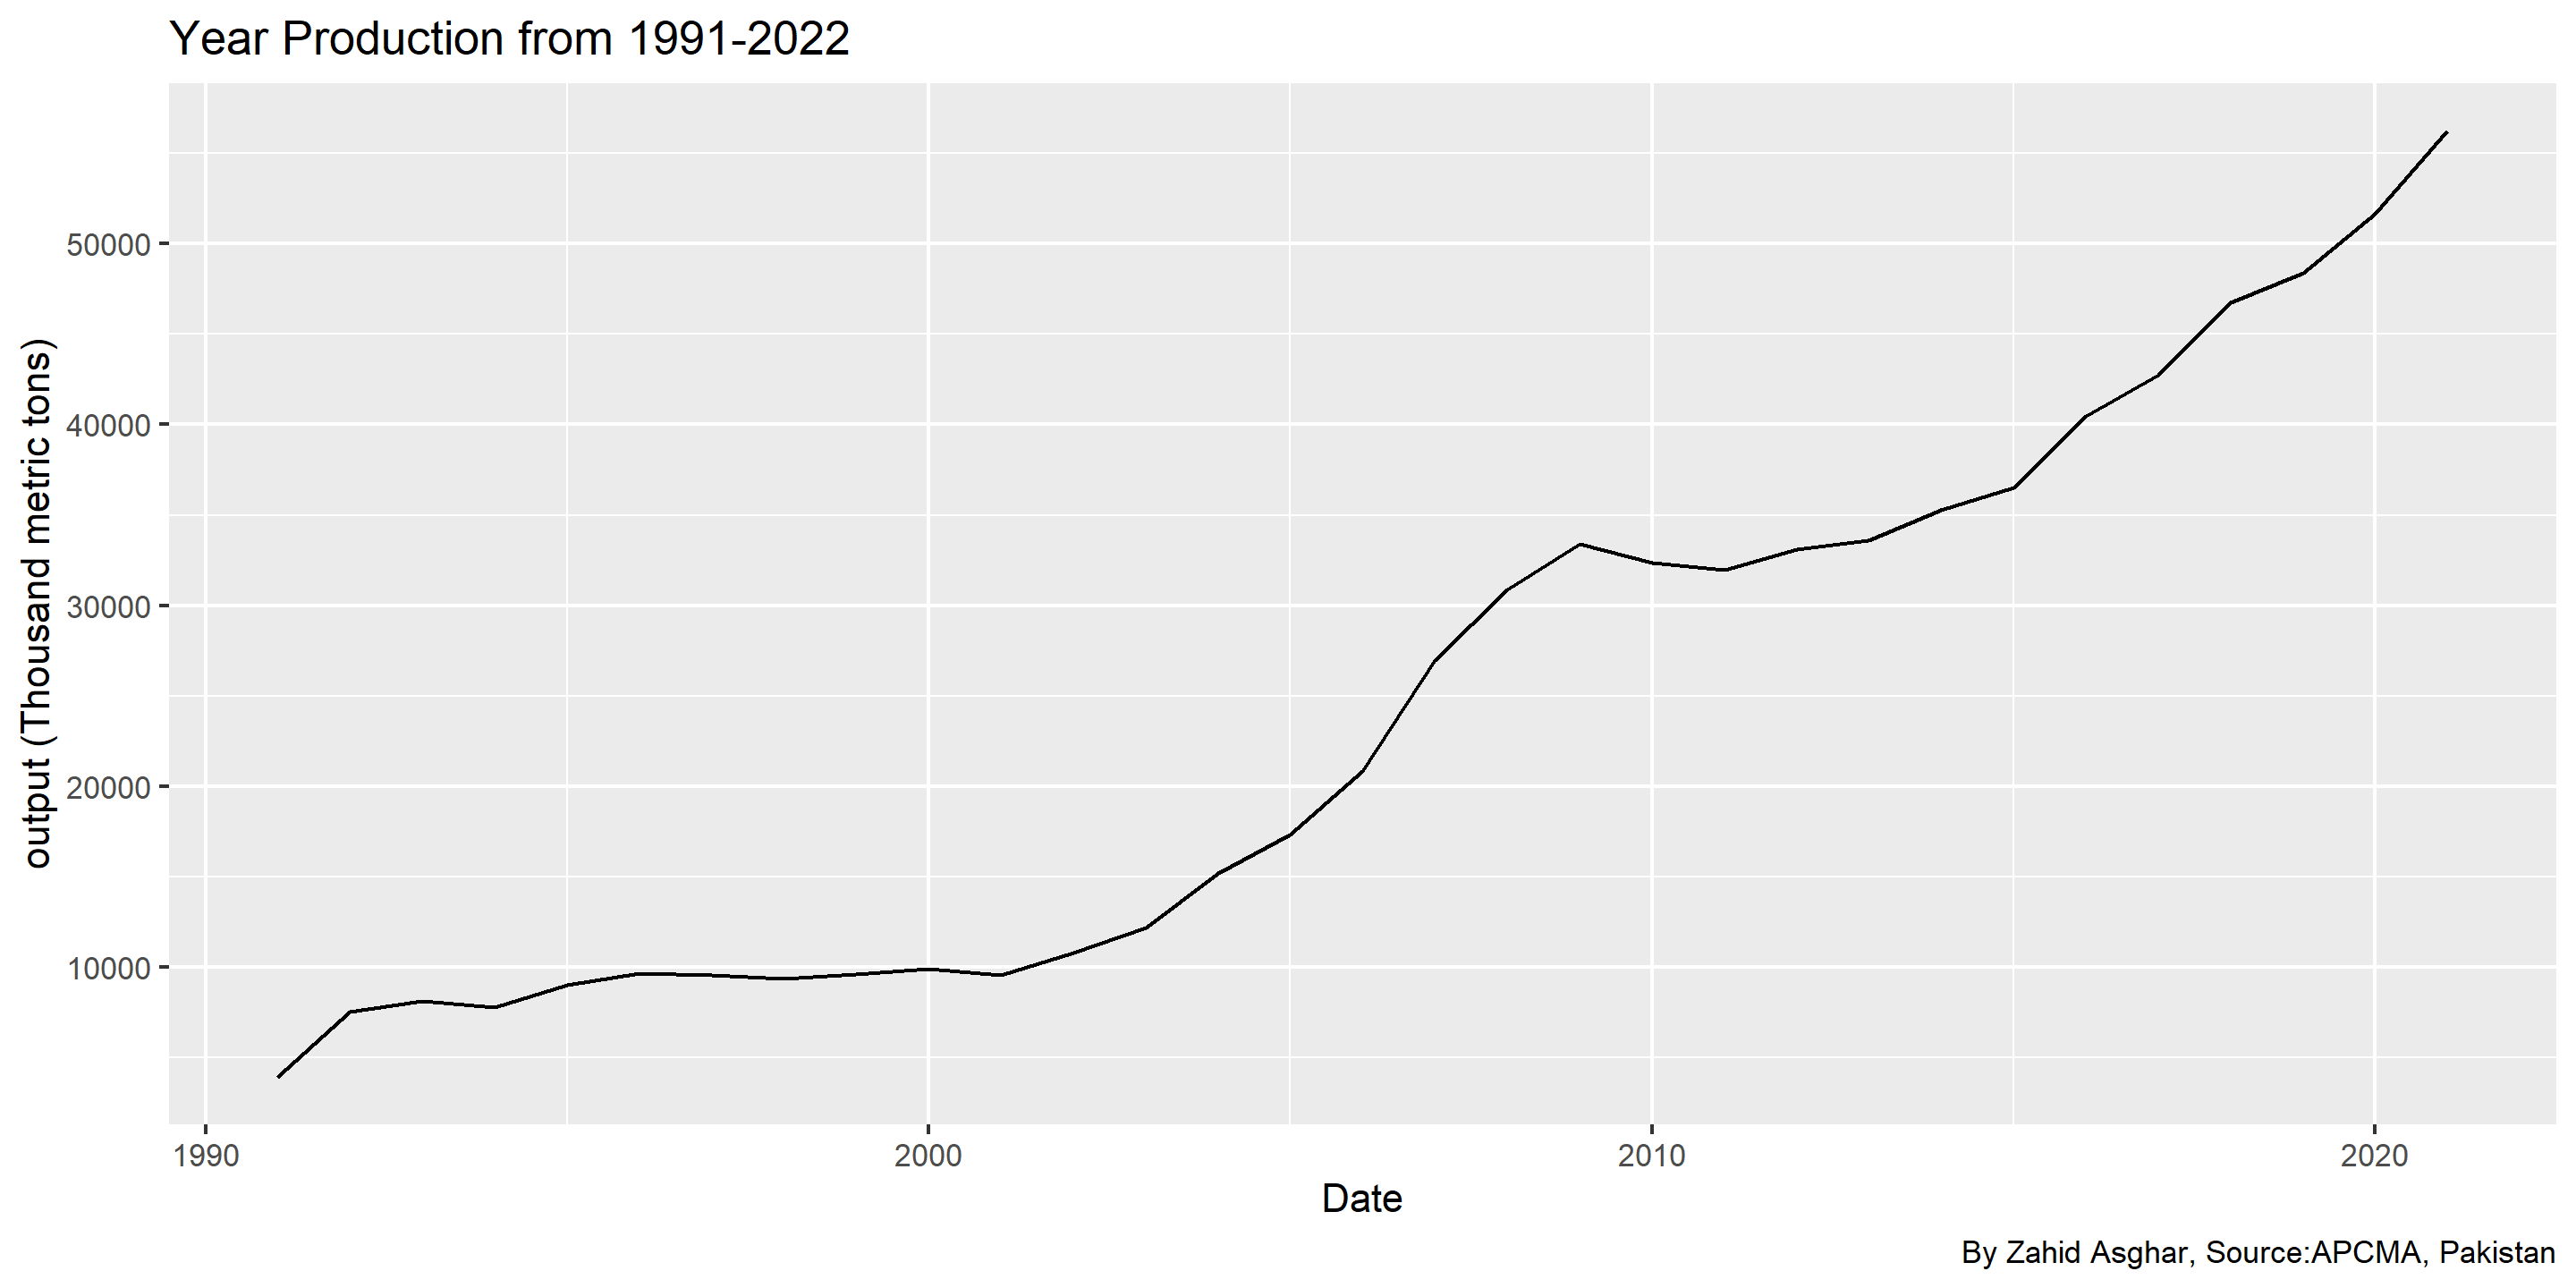 Year Production from 1991-2022
output (Thousand metric tons)
50000
40000
30000
20000
10000
1990
2000
2010
2020
Date
By Zahid Asghar, Source:APCMA, Pakistan